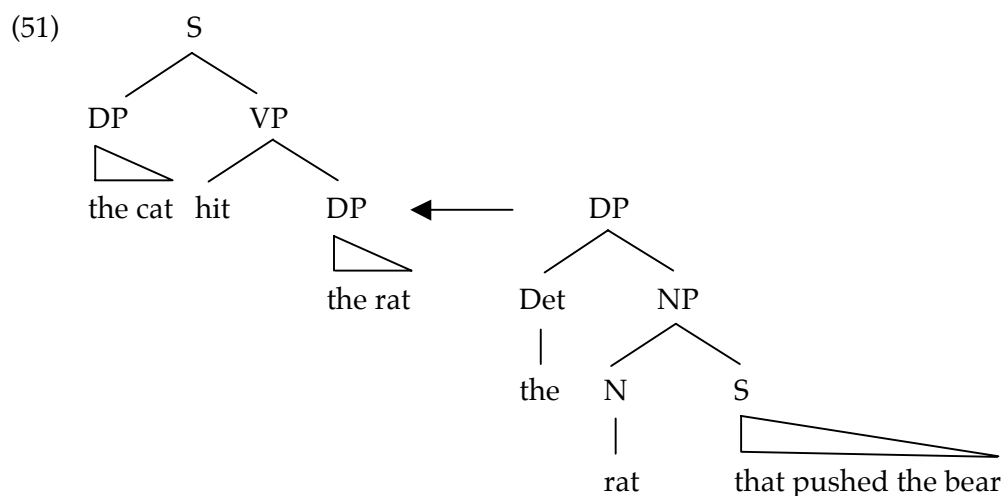 (51) S
DP VP
the cat hit DP DP
the rat Det NP
the N S
rat that pushed the bear